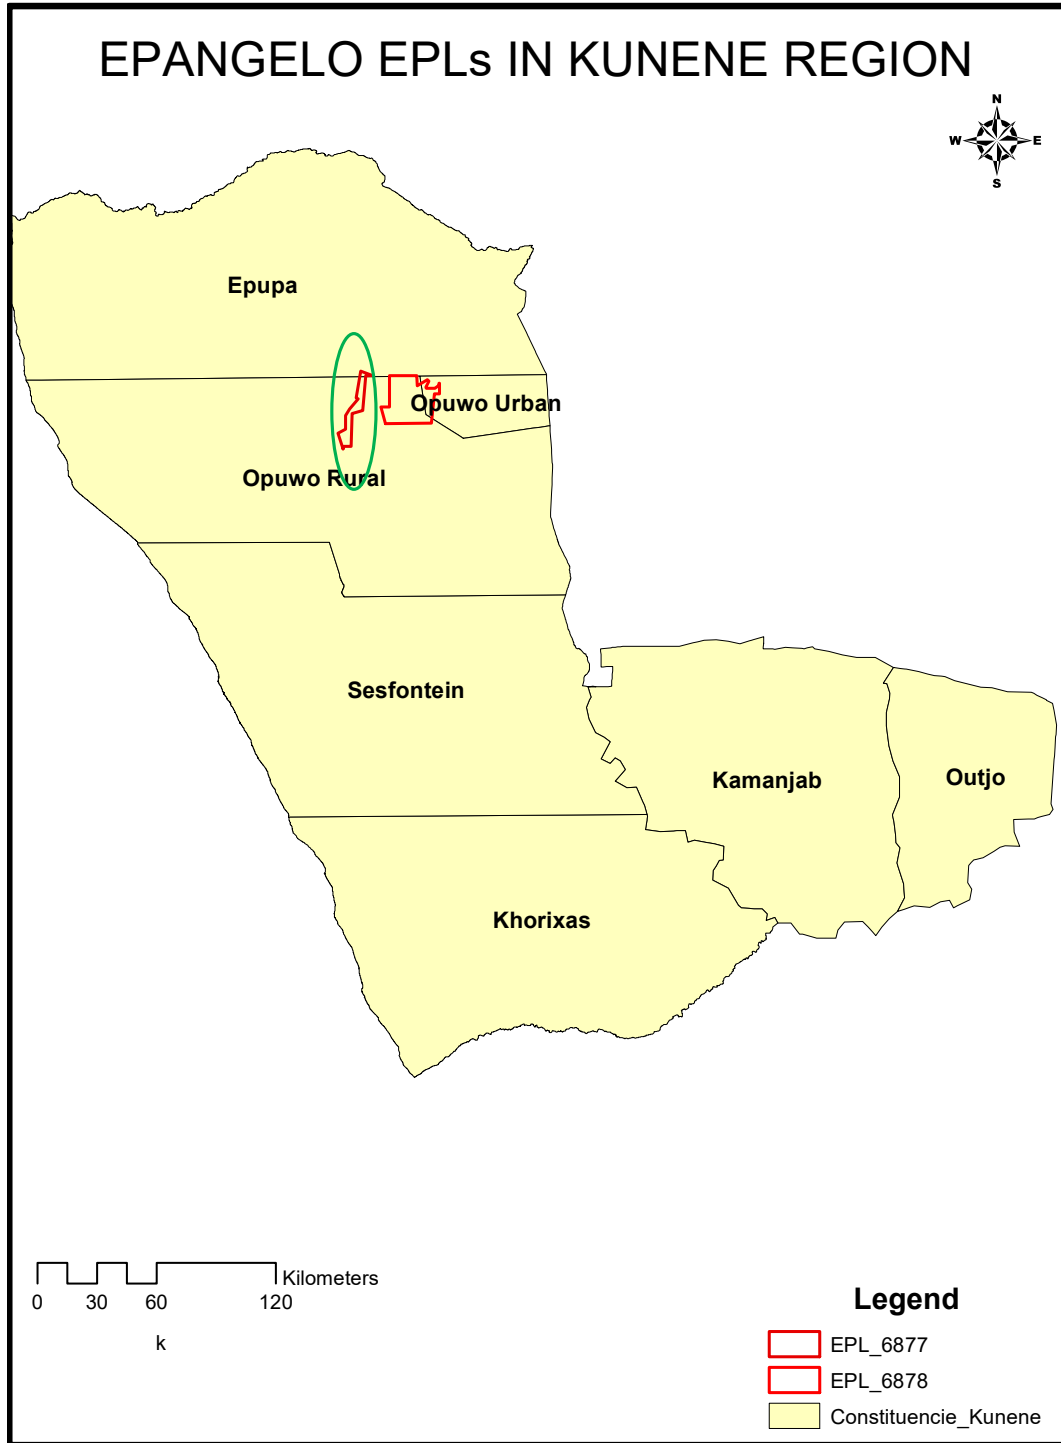 EPANGELO EPLs IN KUNENE REGION
N
W E
S
Epupa
Opuwo Urban
Opuwo Rural
Sesfontein
Kamanjab
Outjo
Khorixas
Kilometers
0 30 60 120
k
Legend
EPL_6877
EPL_6878
Constituencie_Kunene